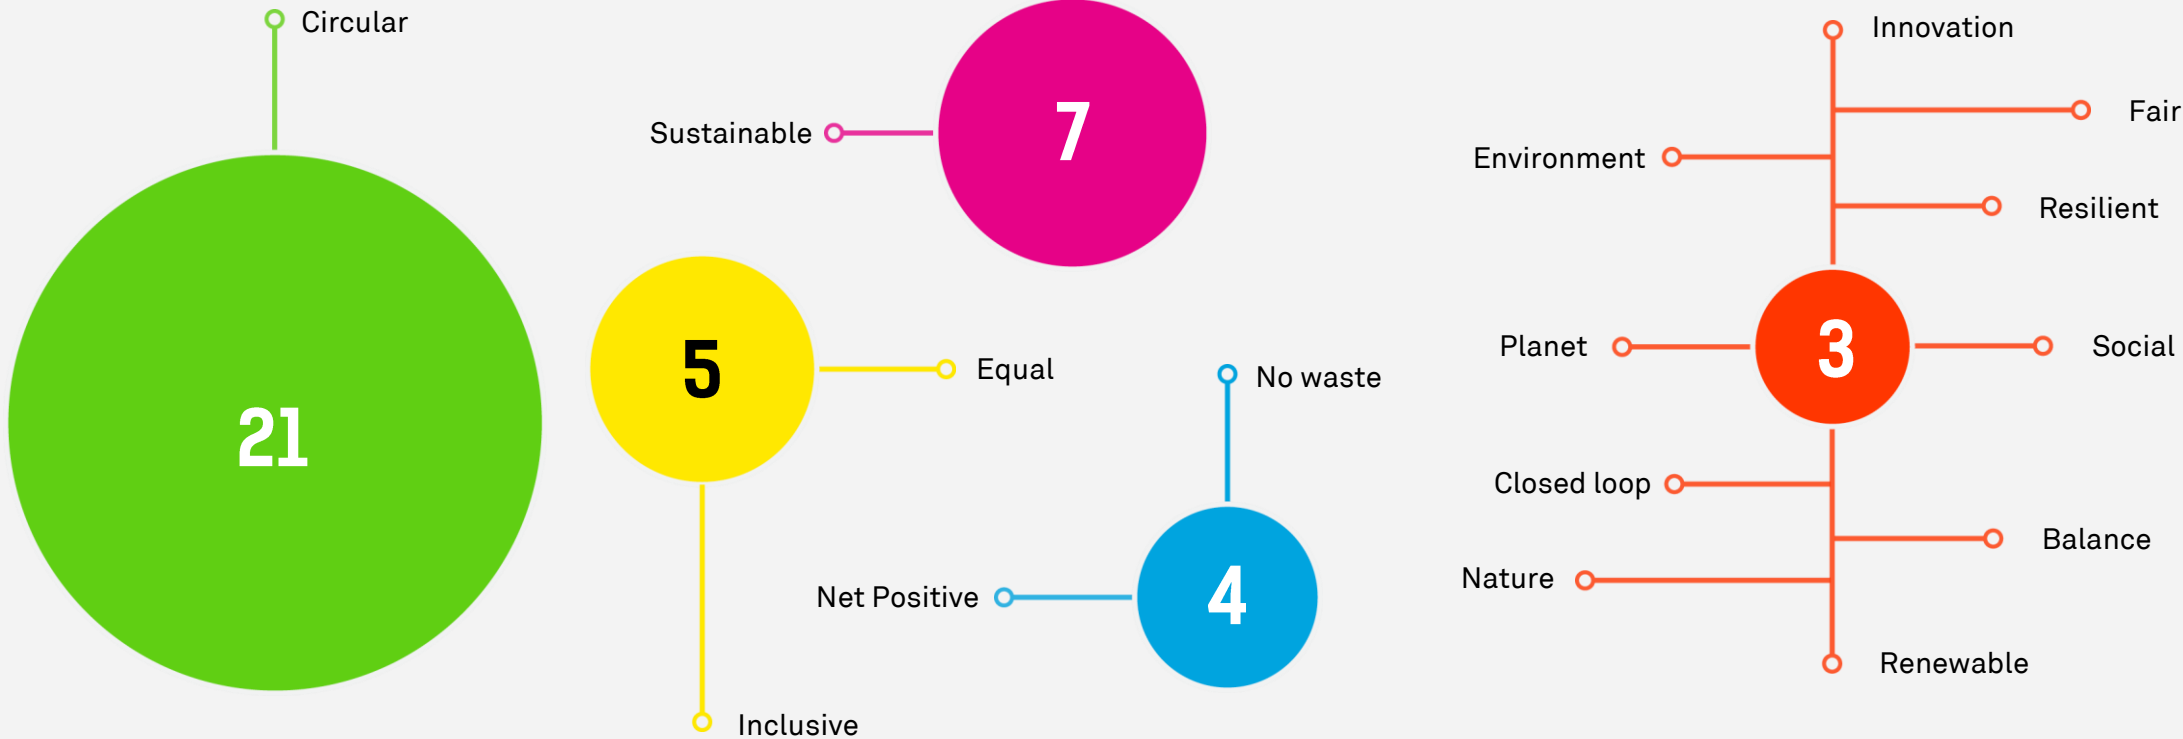 Circular
21
Sustainable
7
5
Equal
Inclusive
No waste
Net Positive
4
Innovation
Fair
Environment
Resilient
Planet
3
Social
Closed loop
Balance
Nature
Renewable